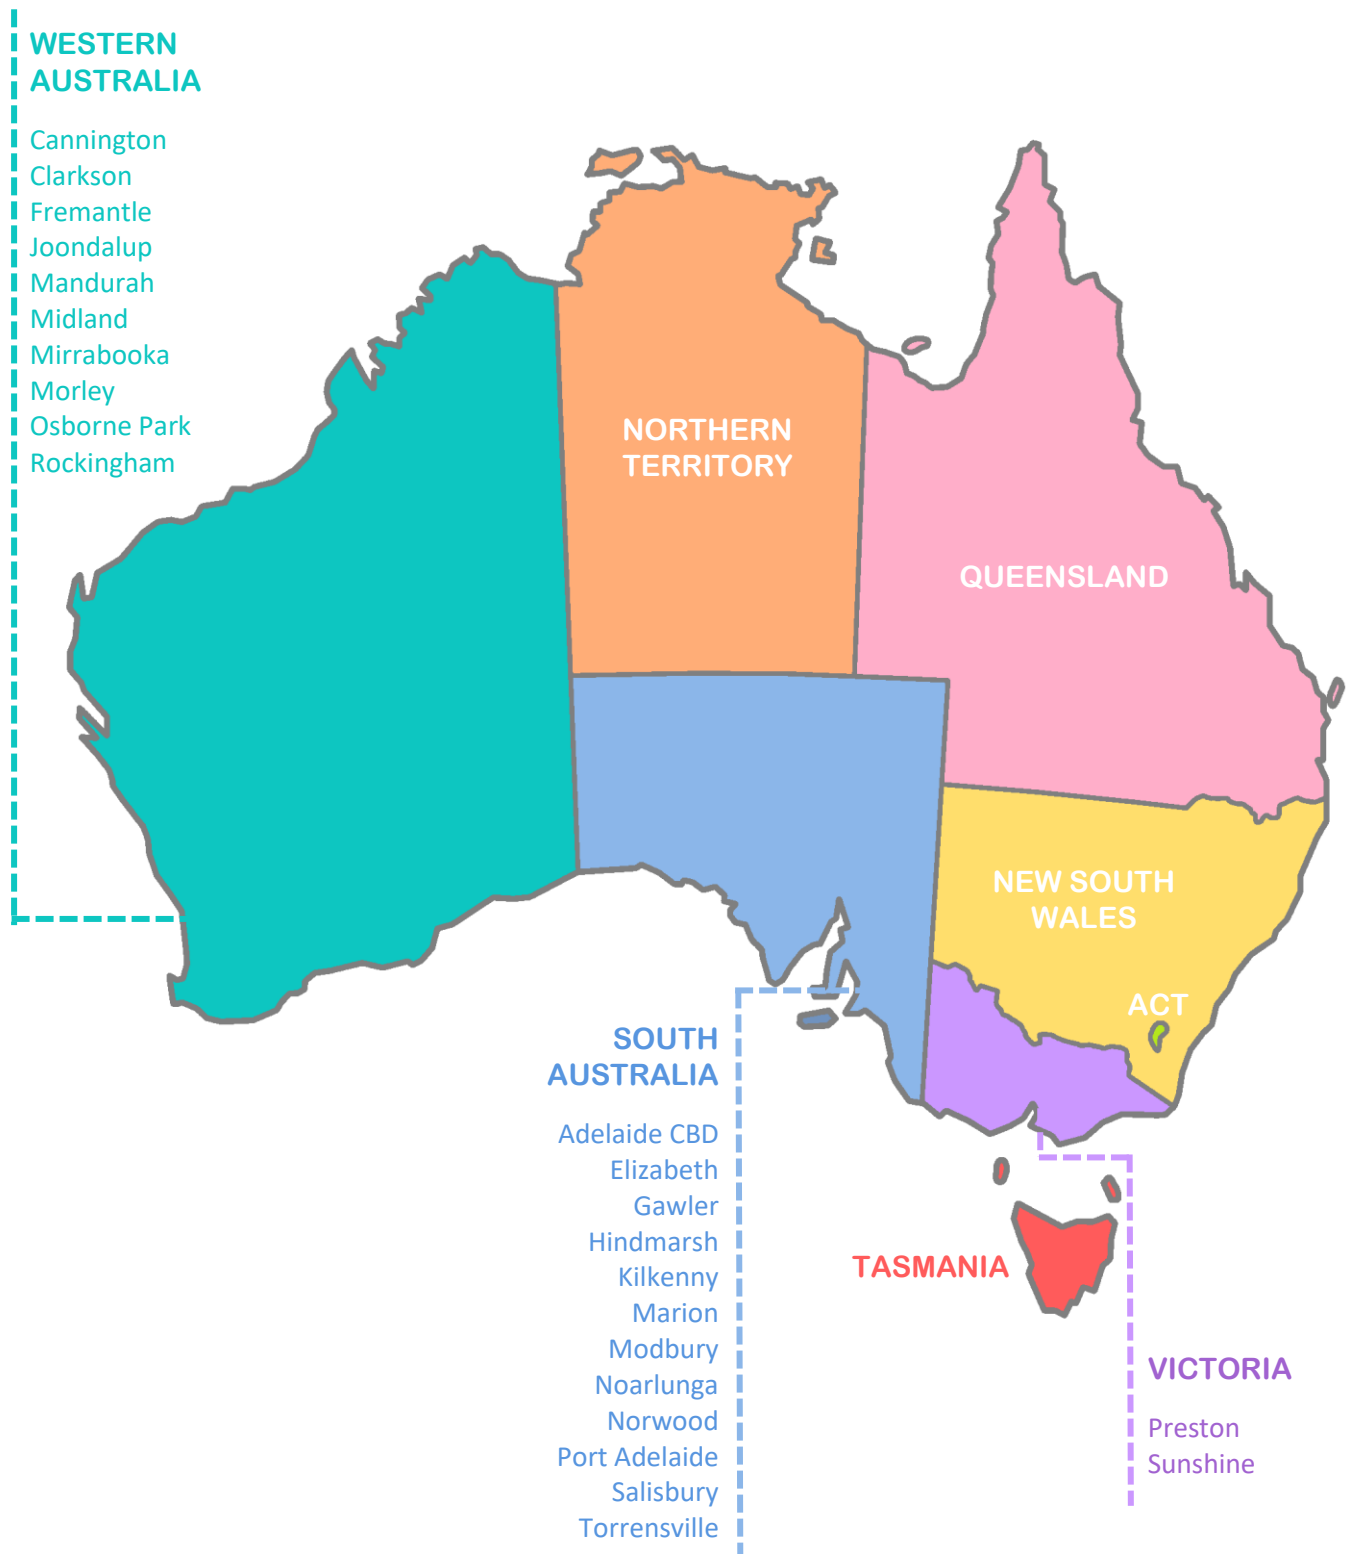 WESTERN
AUSTRALIA
Cannington
Clarkson
Fremantle
Joondalup
Mandurah
Midland
Mirrabooka
Morley
Osborne Park
Rockingham
NORTHERN
TERRITORY
QUEENSLAND
NEW SOUTH
WALES
ACT
SOUTH
AUSTRALIA
Adelaide CBD
Elizabeth
Gawler
Hindmarsh
Kilkenny
Marion
Modbury
Noarlunga
Norwood
Port Adelaide
Salisbury
Torrensville
TASMANIA
VICTORIA
Preston
Sunshine